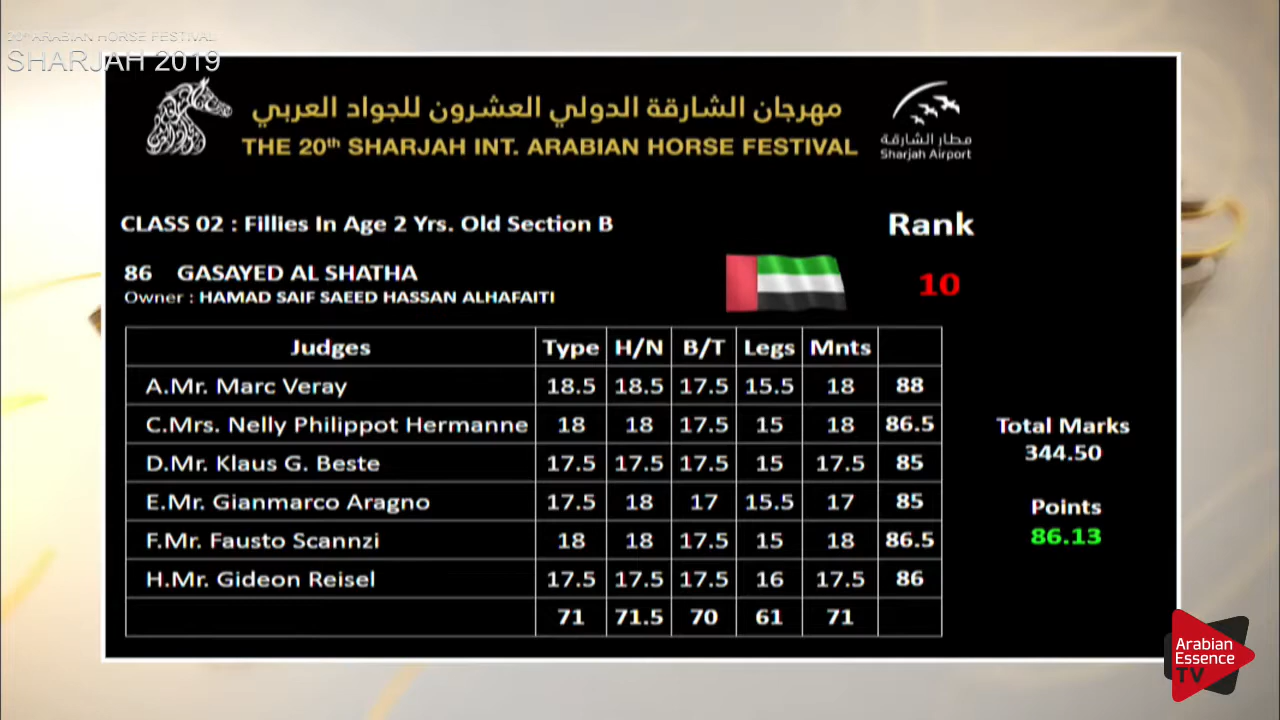 20th ARABIAN HORSE FESTIVAL
SHARJAH 2019
مهرجان الشارقة الدولي العشرون للجواد العربي
THE 20th SHARJAH INT. ARABIAN HORSE FESTIVAL
مطار الشارقة
Sharjah Airport
CLASS 02 : Fillies In Age 2 Yrs. Old Section B
Rank
86 GASAYED AL SHATHA
Owner : HAMAD SAIF SAEED HASSAN ALHAFAITI
10
Judges Type H/N B/T Legs Mnts
A.Mr. Marc Veray 18.5 18.5 17.5 15.5 18 88
C.Mrs. Nelly Philippot Hermanne 18 18 17.5 15 18 86.5
D.Mr. Klaus G. Beste 17.5 17.5 17.5 15 17.5 85
E.Mr. Gianmarco Aragno 17.5 18 17 15.5 17 85
F.Mr. Fausto Scannzi 18 18 17.5 15 18 86.5
H.Mr. Gideon Reisel 17.5 17.5 17.5 16 17.5 86
71 71.5 70 61 71
Total Marks
344.50
Points
86.13
Arabian
Essence
TV